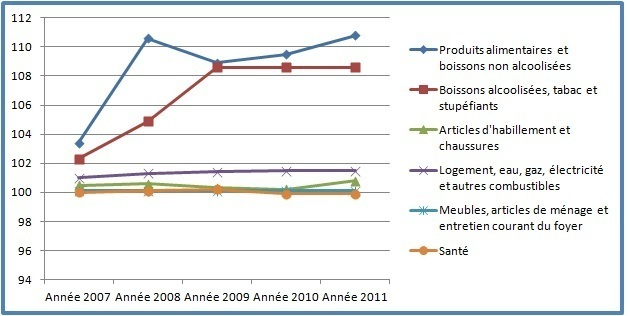 112
110
108
106
104
102
100
98
96
94
Année 2007 Année 2008 Année 2009 Année 2010 Année 2011
Produits alimentaires et
boissons non alcoolisées
Boissons alcoolisées, tabac et
stupéfiants
Articles d'habillement et
chaussures
Logement, eau, gaz, électricité
et autres combustibles
Meubles, articles de ménage et
entretien courant du foyer
Santé